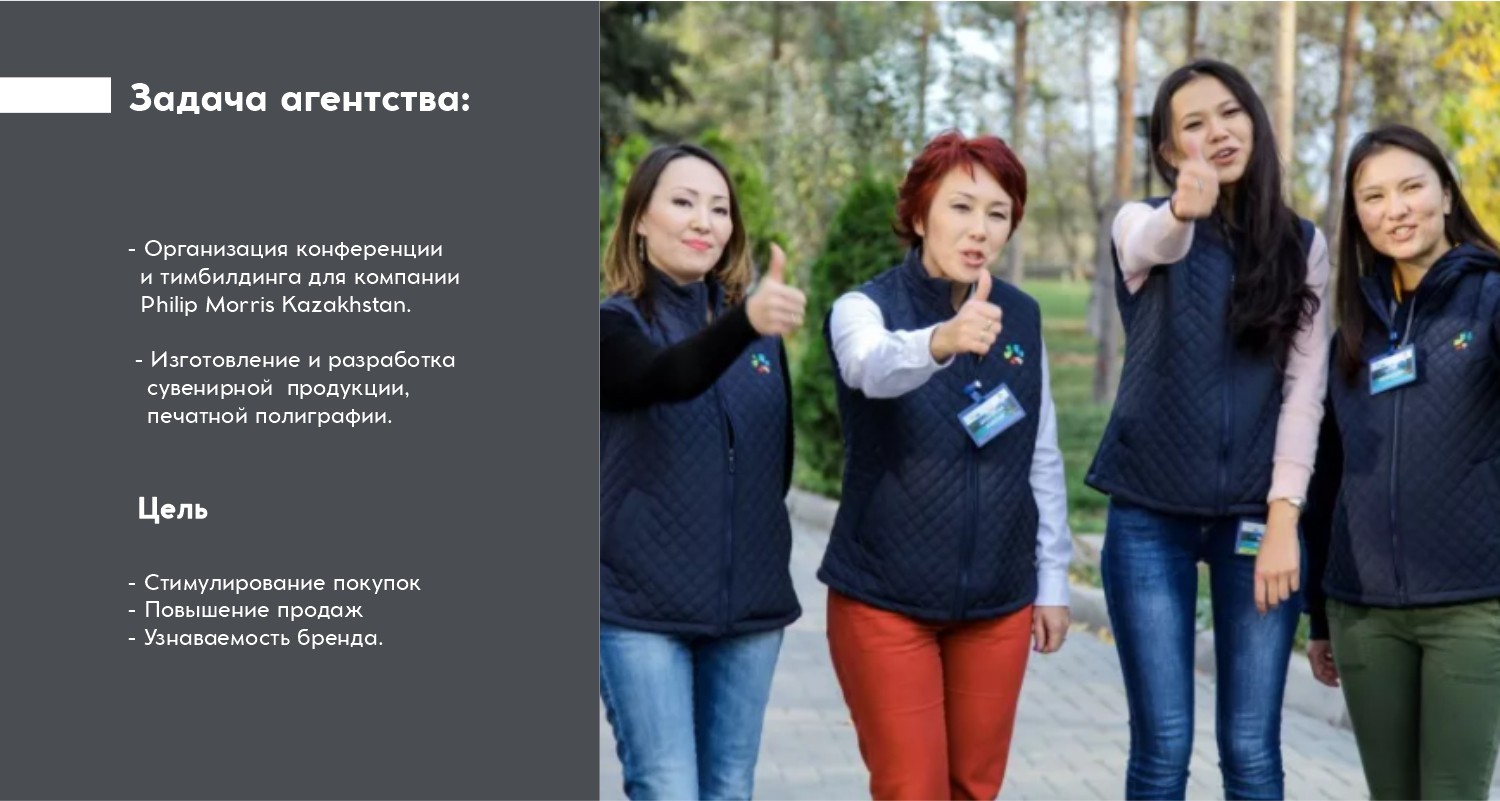 Задача агентства:
- Организация конференции
и тимбилдинга для компании
Philip Morris Kazakhstan.
- Изготовление и разработка
сувенирной продукции,
печатной полиграфии.
Цель
- Стимулирование покупок
- Повышение продаж
- Узнаваемость бренда.